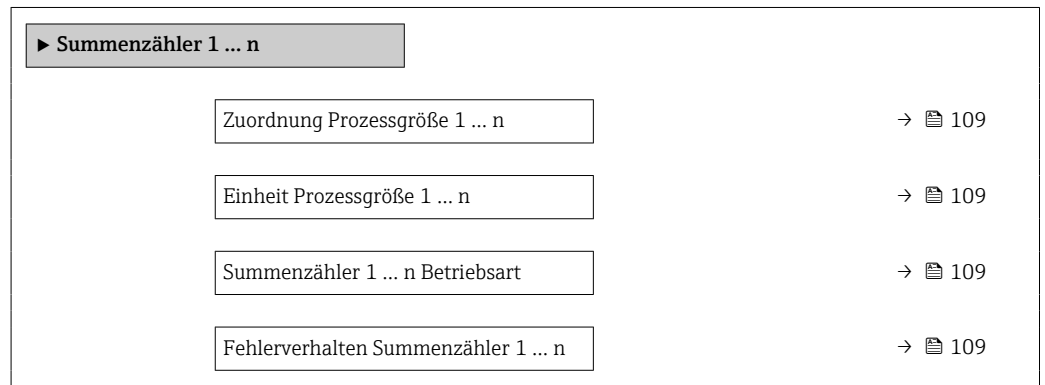 ▶ Summenzähler 1 … n
Zuordnung Prozessgröße 1 … n → 109
Einheit Prozessgröße 1 … n → 109
Summenzähler 1 … n Betriebsart → 109
Fehlerverhalten Summenzähler 1 … n → 109